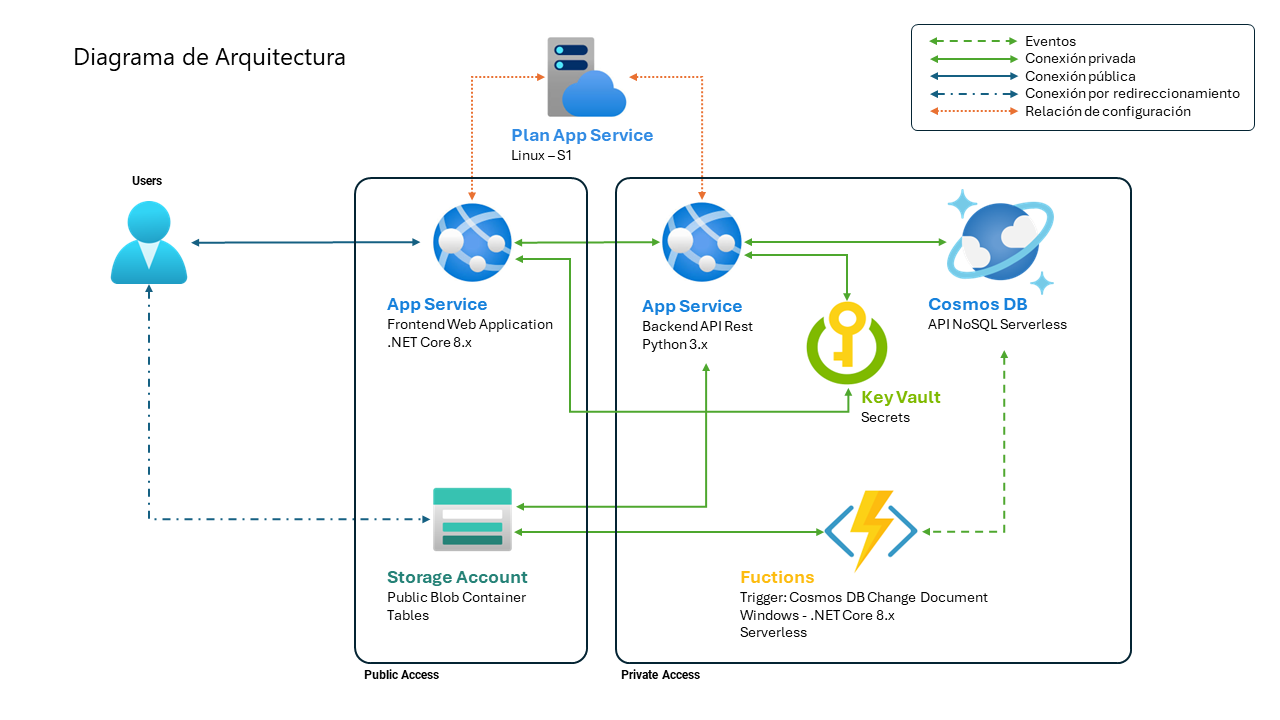 Diagrama de Arquitectura
Eventos
Conexión privada
Conexión pública
Conexión por redireccionamiento
Relación de configuración
Plan App Service
Linux – S1
Users
App Service
Frontend Web Application
.NET Core 8.x
App Service
Backend API Rest
Python 3.x
Cosmos DB
API NoSQL Serverless
Key Vault
Secrets
Storage Account
Public Blob Container
Tables
Fuctions
Trigger: Cosmos DB Change Document
Windows - .NET Core 8.x
Serverless
Public Access
Private Access